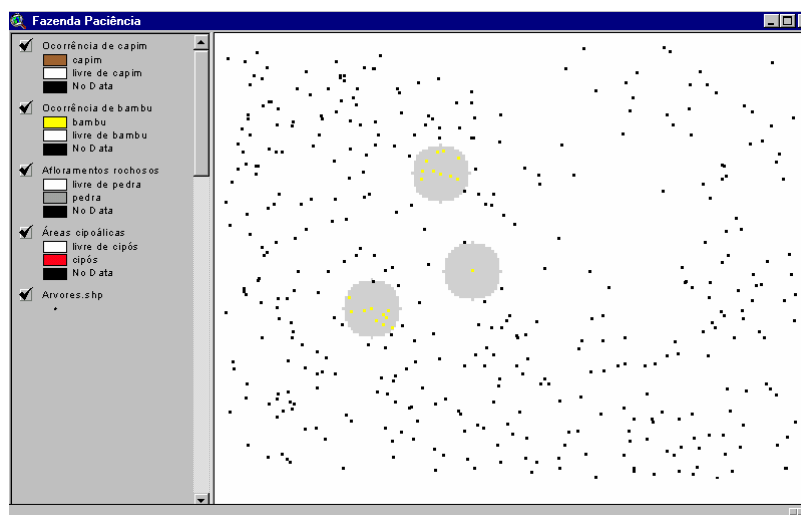 Fazenda Paciência
Ocorrência de capim
capim
livre de capim
No Data
Ocorrência de bambu
bambu
livre de bambu
No Data
Afloramentos rochosos
livre de pedra
pedra
No Data
Áreas cipoálicas
livre de cipós
cipós
No Data
Arvores.shp